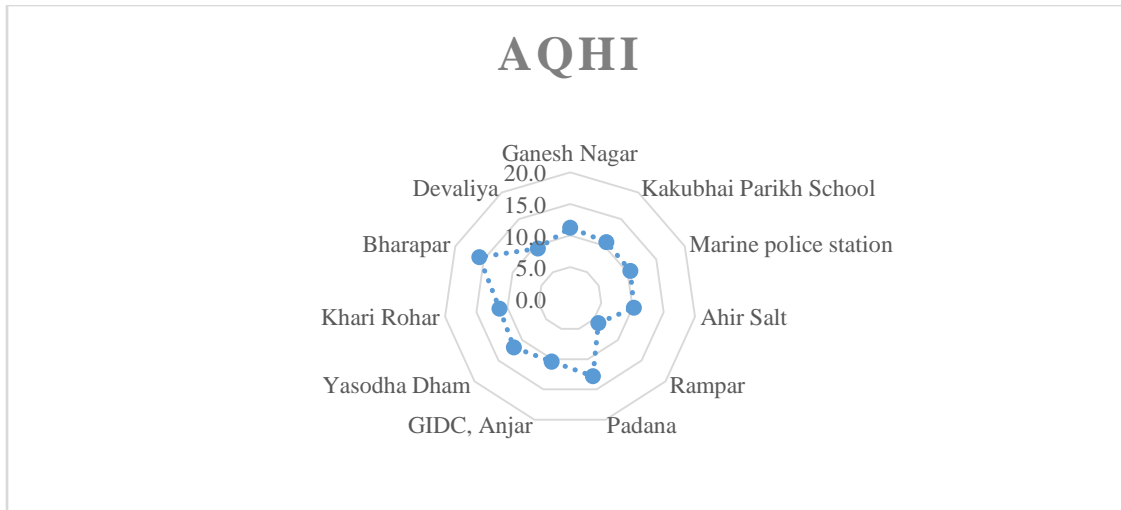 AQHI
Ganesh Nagar
20.0
Devaliya
Kakubhai Parikh School
15.0
Bharapar
10.0
Marine police station
5.0
0.0
Khari Rohar
Ahir Salt
Yasodha Dham
Rampar
GIDC, Anjar
Padana